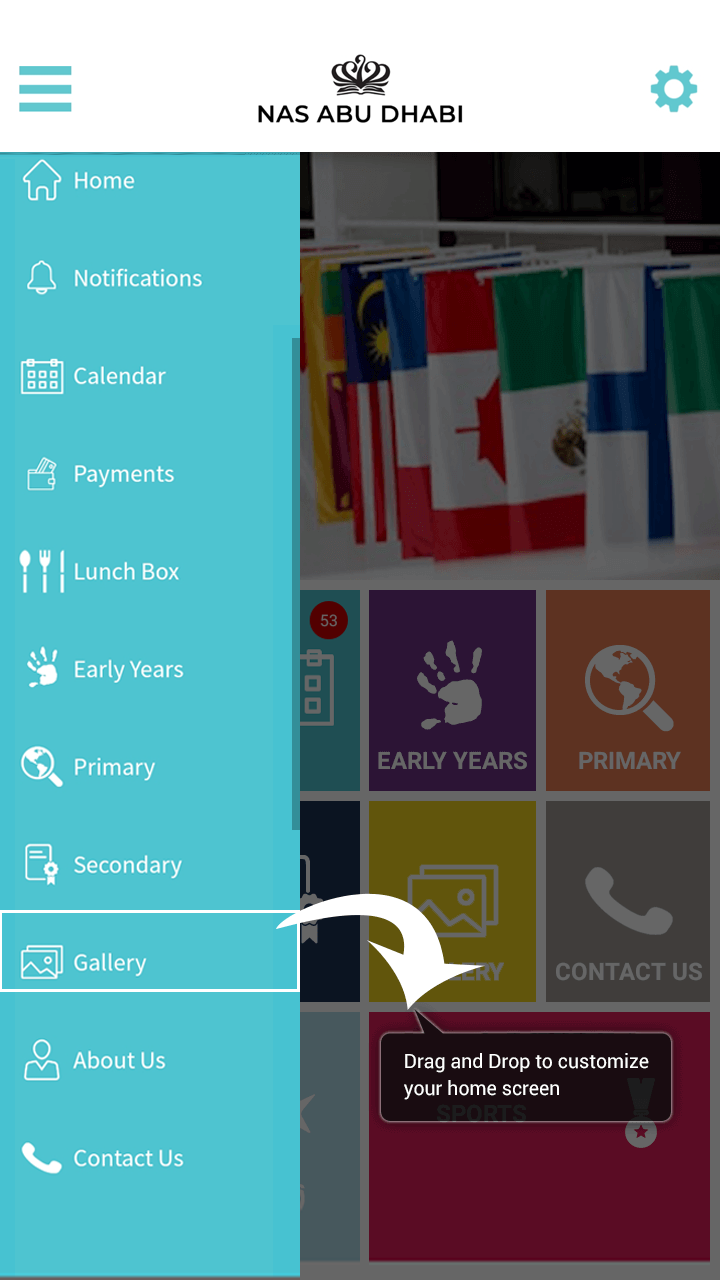 NAS ABU DHABI
Home
Notifications
Calendar
Payments
Lunch Box
Early Years
Primary
Secondary
Gallery
About Us
Contact Us
53
EARLY YEARS
PRIMARY
CONTACT US
Drag and Drop to customize
your home screen
SPORTS